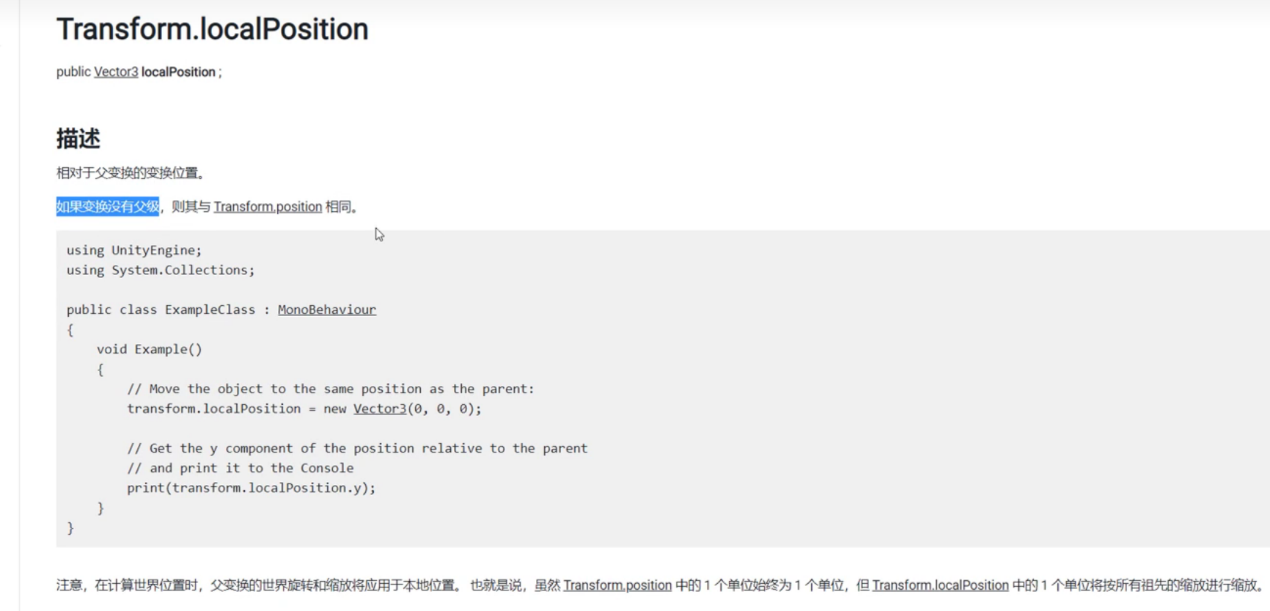 Transform.localPosition
public Vector3 localPosition ;
描述
相对于父变换的变换位置。
如果变换没有父级，则其与 Transform.position 相同。
using UnityEngine;
using System.Collections;
public class ExampleClass : MonoBehaviour
{
void Example()
{
// Move the object to the same position as the parent:
transform.localPosition = new Vector3(0, 0, 0);
// Get the y component of the position relative to the parent
// and print it to the Console
print(transform.localPosition.y);
}
}
注意，在计算世界位置时，父变换的世界旋转和缩放将应用于本地位置。 也就是说，虽然 Transform.position 中的 1 个单位始终为 1 个单位，但 Transform.localPosition 中的 1 个单位将按所有祖先的缩放进行缩放。